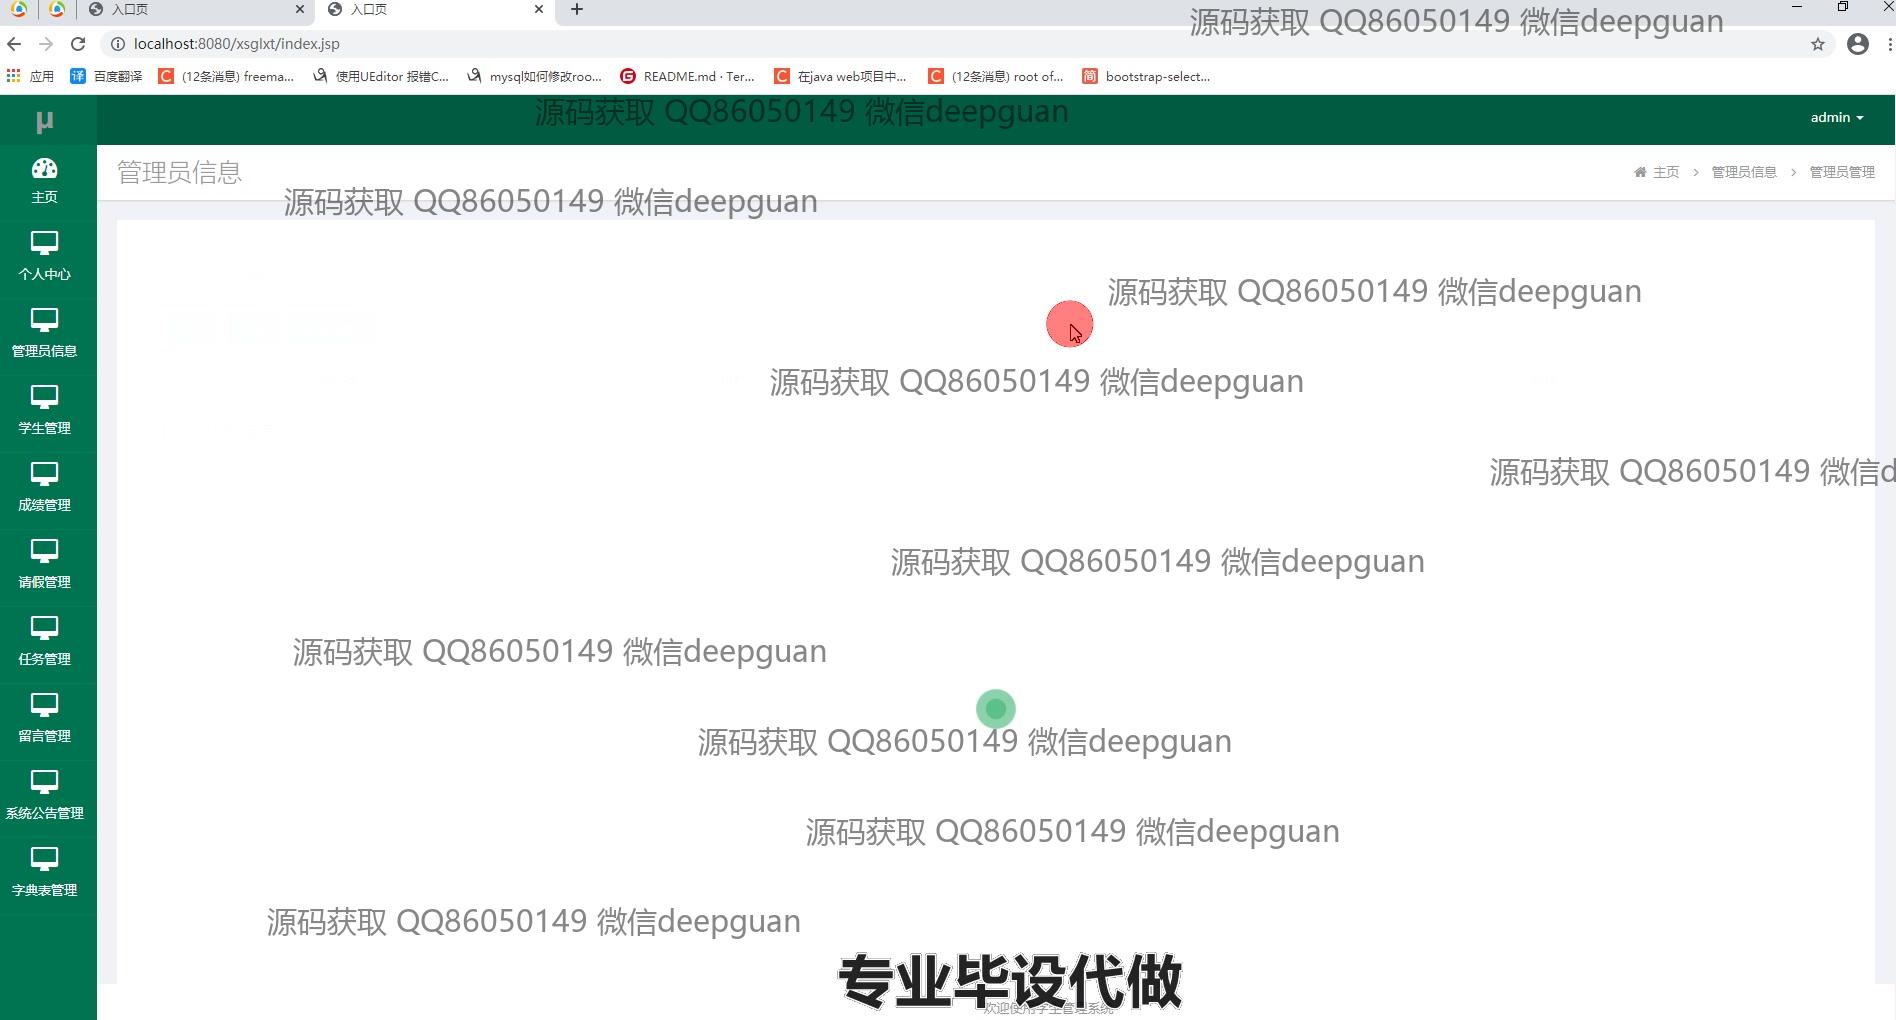 入口页
入口页
源码获取 QQ86050149 微信deepguan
localhost:8080/xsglxt/index.jsp
应用
百度翻译
(12条消息) freema...
使用UEditor 报错C...
mysql如何修改roo...
README.md · Ter...
在java web项目中...
(12条消息) root of...
bootstrap-select...
μ
源码获取 QQ86050149 微信deepguan
admin
管理员信息
主页 > 管理员信息 > 管理员管理
源码获取 QQ86050149 微信deepguan
主页
个人中心
管理员信息
学生管理
成绩管理
请假管理
任务管理
留言管理
系统公告管理
字典表管理
源码获取 QQ86050149 微信deepguan
源码获取 QQ86050149 微信deepguan
源码获取 QQ86050149 微信d
源码获取 QQ86050149 微信deepguan
源码获取 QQ86050149 微信deepguan
源码获取 QQ86050149 微信deepguan
源码获取 QQ86050149 微信deepguan
源码获取 QQ86050149 微信deepguan
专业毕设代做
欢迎使用学生管理系统